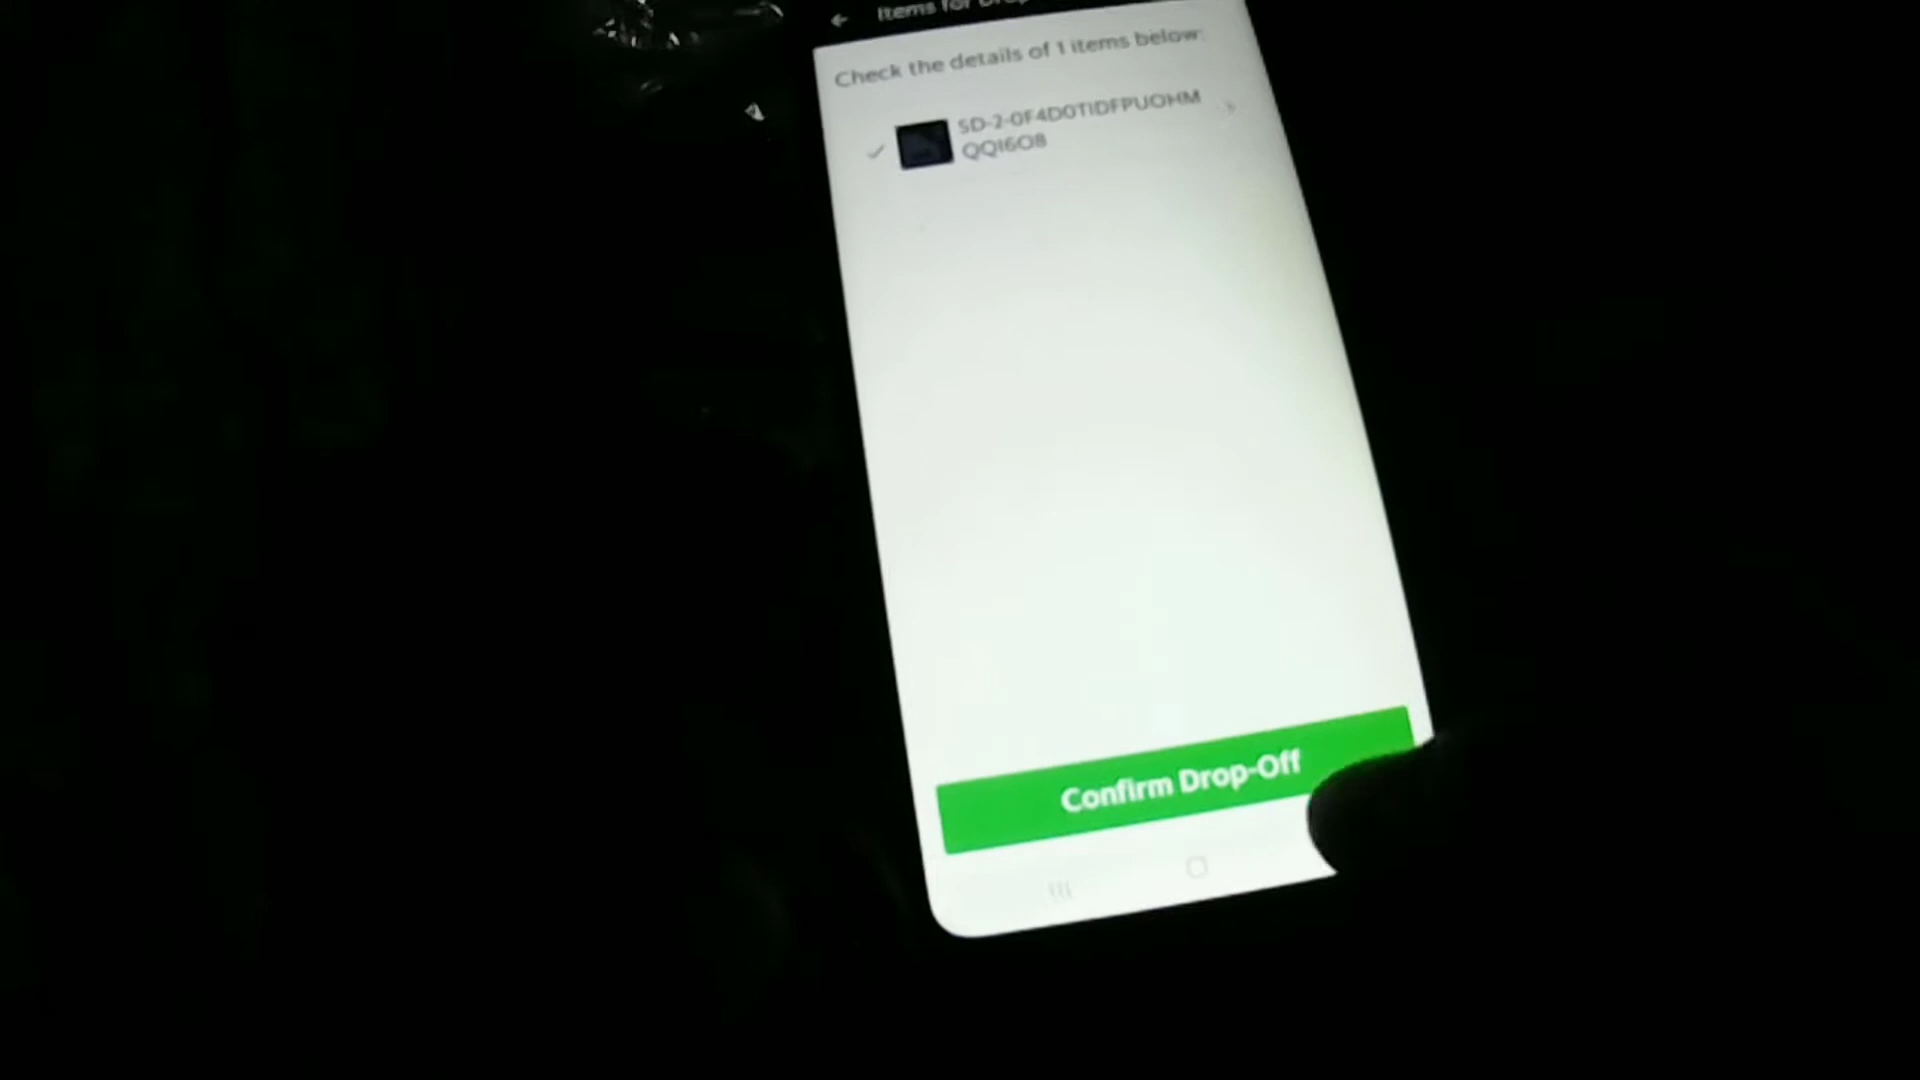 Items for Drop
Check the details of 1 items below:
SD-2-0F4D0TIDFPUOHM
QQI6O8
Confirm Drop-Off